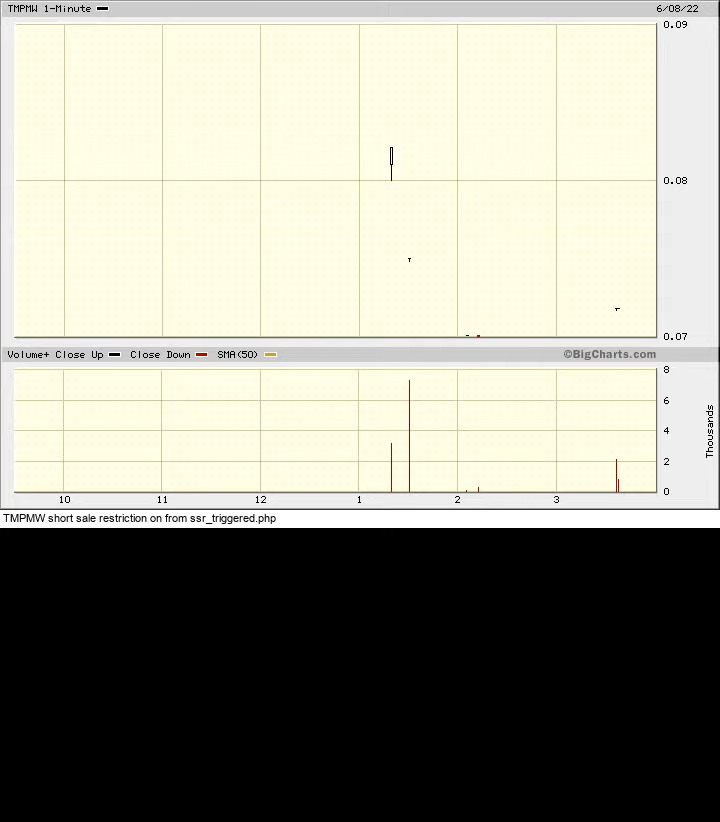 TMPMW 1-Minute 6/08/22
0.09
0.08
0.07
Volume+ Close Up Close Down SMA(50) ©BigCharts.com
8
6
4
2
0
Thousands
10 11 12 1 2 3
TMPMW short sale restriction on from ssr_triggered.php